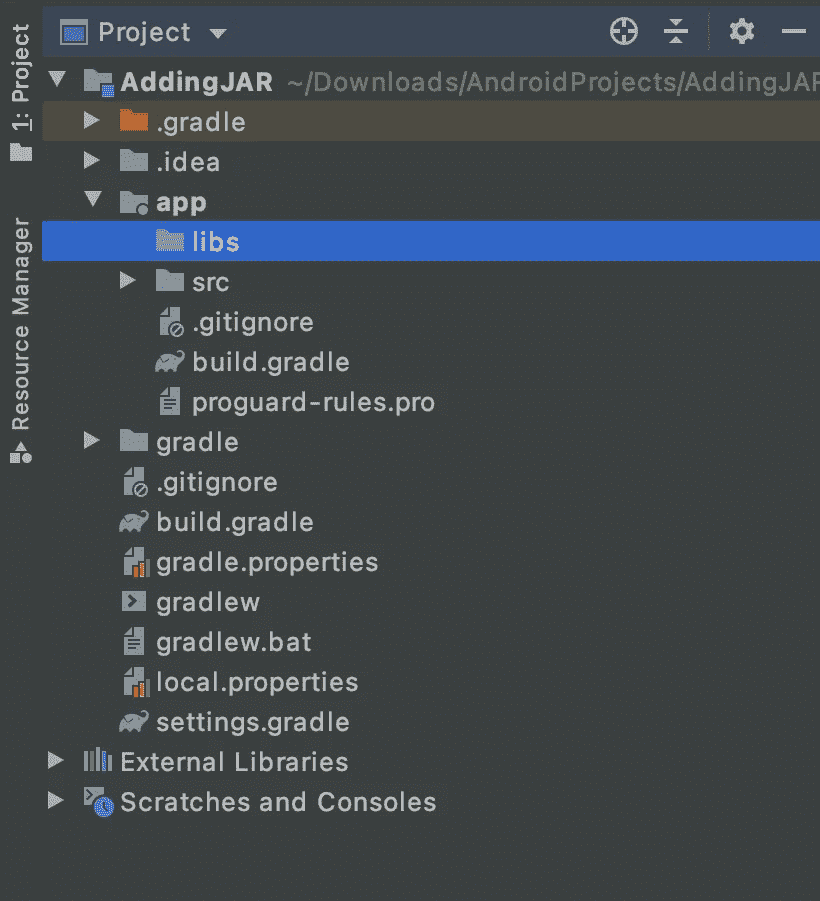 Project
1: Project
Resource Manager
AddingJAR ~/Downloads/AndroidProjects/AddingJAR
.gradle
.idea
app
libs
src
.gitignore
build.gradle
proguard-rules.pro
gradle
.gitignore
build.gradle
gradle.properties
gradlew
gradlew.bat
local.properties
settings.gradle
External Libraries
Scratches and Consoles